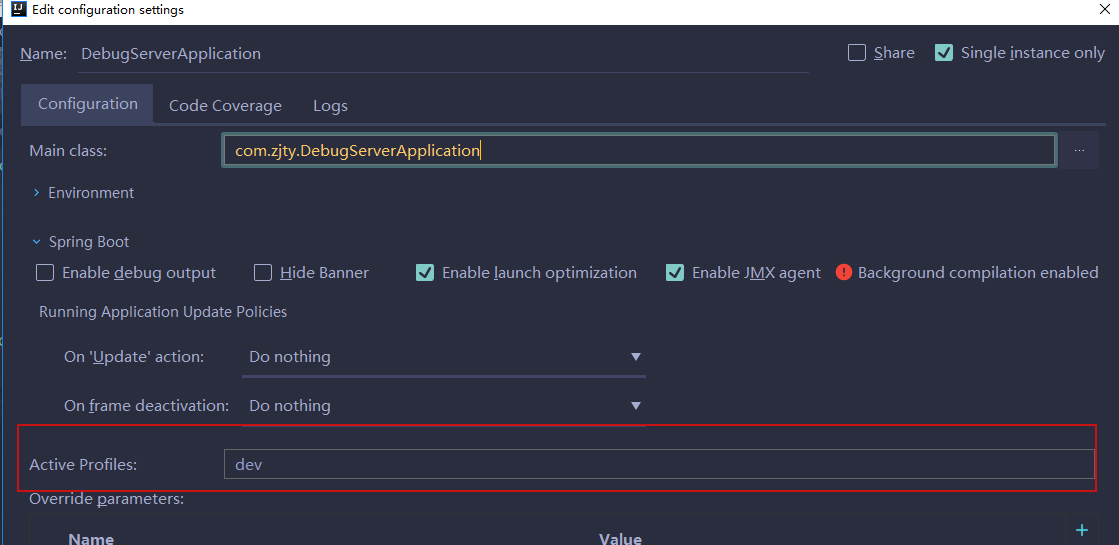 Edit configuration settings
Name: DebugServerApplication Share Single instance only
Configuration Code Coverage Logs
Main class: com.zjty.DebugServerApplication ...
Environment
Spring Boot
Enable debug output Hide Banner Enable launch optimization Enable JMX agent Background compilation enabled
Running Application Update Policies
On 'Update' action: Do nothing
On frame deactivation: Do nothing
Active Profiles: dev
Override parameters:
Name Value